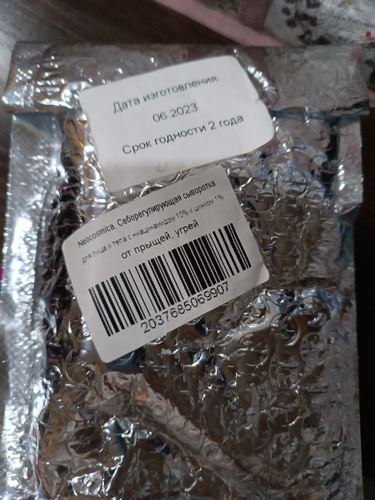 Дата изготовления:
06.2023
Срок годности 2 года
Neocosmica. Себорегулирующая сыворотка
для лица и тела с ниацинамидом 10% и цинком 1%
от прыщей, угрей
2037685069907